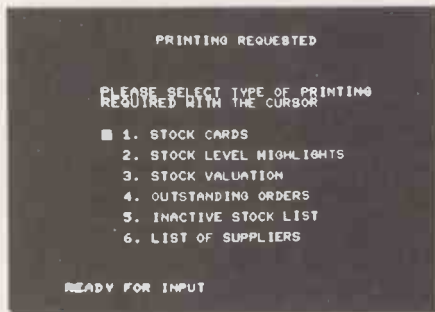 PRINTING REQUESTED
PLEASE SELECT TYPE OF PRINTING
REQUIRED WITH THE CURSOR
1. STOCK CARDS
2. STOCK LEVEL HIGHLIGHTS
3. STOCK VALUATION
4. OUTSTANDING ORDERS
5. INACTIVE STOCK LIST
6. LIST OF SUPPLIERS
READY FOR INPUT